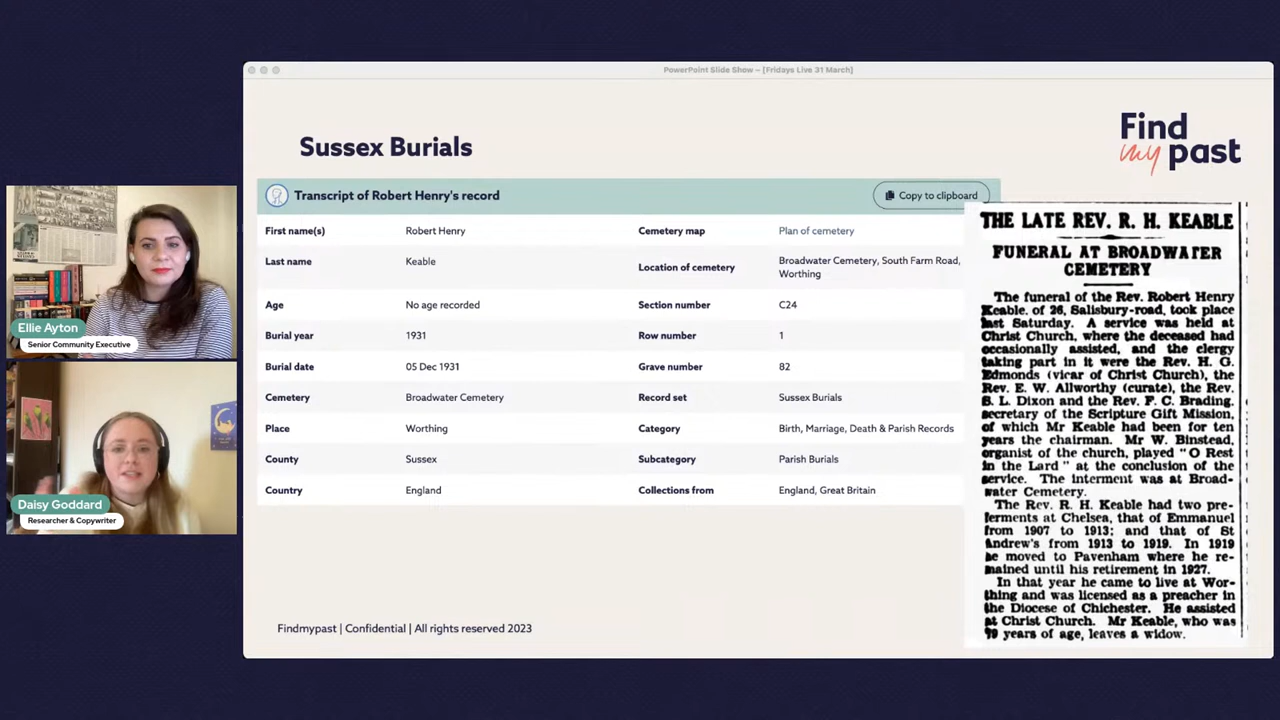 PowerPoint Slide Show – [Fridays Live 31 March]
Find
my past
Sussex Burials
Transcript of Robert Henry's record
Copy to clipboard
First name(s) Robert Henry Cemetery map Plan of cemetery
Last name Keable Location of cemetery Broadwater Cemetery, South Farm Road,
Worthing
Age No age recorded Section number C24
Burial year 1931 Row number 1
Burial date 05 Dec 1931 Grave number 82
Cemetery Broadwater Cemetery Record set Sussex Burials
Place Worthing Category Birth, Marriage, Death & Parish Records
County Sussex Subcategory Parish Burials
Country England Collections from England, Great Britain
THE LATE REV. R. H. KEABLE
FUNERAL AT BROADWATER
CEMETERY
The funeral of the Rev. Robert Henry
Keable, of 26, Salisbury-road, took place
last Saturday. A service was held at
Christ Church, where the deceased had
occasionally assisted, and the clergy
taking part in it were the Rev. H. G.
Edmonds (vicar of Christ Church), the
Rev. E. W. Allworthy (curate), the Rev.
S. L. Dixon and the Rev. F. C. Brading,
secretary of the Scripture Gift Mission,
of which Mr Keable had been for ten
years the chairman. Mr W. Binstead,
organist of the church, played "O Rest
in the Lord" at the conclusion of the
service. The interment was at Broad-
water Cemetery.
The Rev. R. H. Keable had two pre-
ferments at Chelsea, that of Emmanuel
from 1907 to 1913; and that of St
Andrew's from 1913 to 1919. In 1919
he moved to Pavenham where he re-
mained until his retirement in 1927.
In that year he came to live at Wor-
thing and was licensed as a preacher in
the Diocese of Chichester. He assisted
at Christ Church. Mr Keable, who was
years of age, leaves a widow.
Findmypast | Confidential | All rights reserved 2023
Ellie Ayton
Senior Community Executive
Daisy Goddard
Researcher & Copywriter